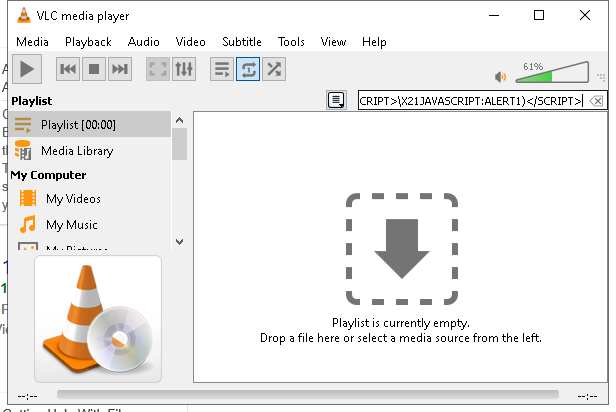 VLC media player
Media Playback Audio Video Subtitle Tools View Help
61%
Playlist
CRIPT>\X21JAVASCRIPT:ALERT1)</SCRIPT>
Playlist [00:00]
Media Library
My Computer
My Videos
My Music
My Pictures
Playlist is currently empty.
Drop a file here or select a media source from the left.
--:--
--:--